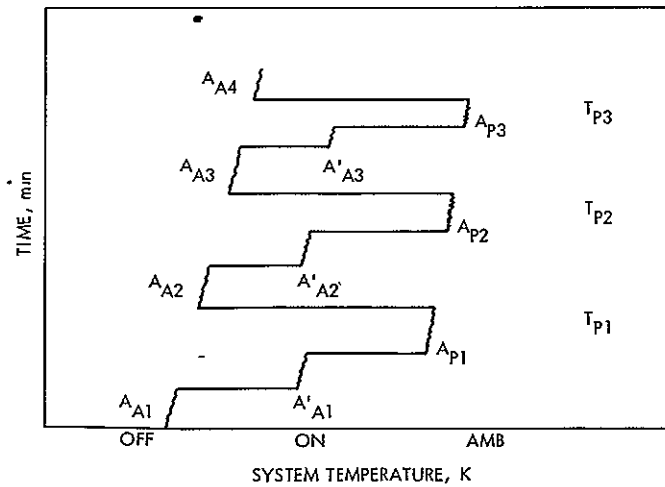 A_A4
A_P3
T_P3
A_A3
A'_A3
A_P2
T_P2
A_A2
A'_A2
T_P1
A_P1
A_A1
A'_A1
TIME, min
OFF ON AMB
SYSTEM TEMPERATURE, K